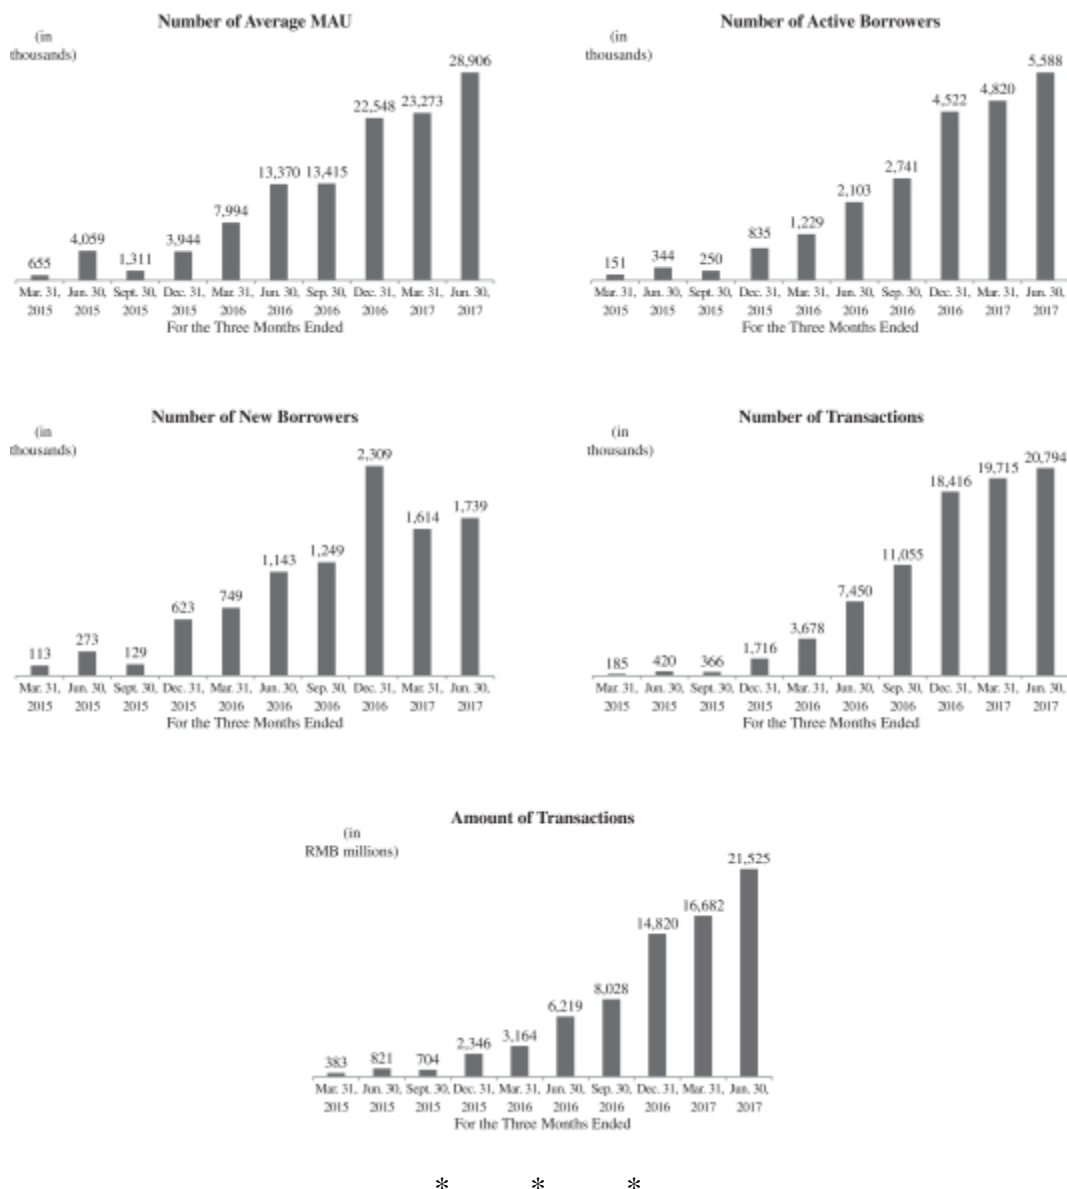 Number of Average MAU
(in
thousands)
655
4,059
1,311
3,944
7,994
13,370
13,415
22,548
23,273
28,906
Mar. 31, Jun. 30, Sept. 30, Dec. 31, Mar. 31, Jun. 30, Sep. 30, Dec. 31, Mar. 31, Jun. 30,
2015 2015 2015 2015 2016 2016 2016 2016 2017 2017
For the Three Months Ended
Number of Active Borrowers
(in
thousands)
151
344
250
835
1,229
2,103
2,741
4,522
4,820
5,588
Mar. 31, Jun. 30, Sept. 30, Dec. 31, Mar. 31, Jun. 30, Sep. 30, Dec. 31, Mar. 31, Jun. 30,
2015 2015 2015 2015 2016 2016 2016 2016 2017 2017
For the Three Months Ended
Number of New Borrowers
(in
thousands)
113
273
129
623
749
1,143
1,249
2,309
1,614
1,739
Mar. 31, Jun. 30, Sept. 30, Dec. 31, Mar. 31, Jun. 30, Sep. 30, Dec. 31, Mar. 31, Jun. 30,
2015 2015 2015 2015 2016 2016 2016 2016 2017 2017
For the Three Months Ended
Number of Transactions
(in
thousands)
185
420
366
1,716
3,678
7,450
11,055
18,416
19,715
20,794
Mar. 31, Jun. 30, Sept. 30, Dec. 31, Mar. 31, Jun. 30, Sep. 30, Dec. 31, Mar. 31, Jun. 30,
2015 2015 2015 2015 2016 2016 2016 2016 2017 2017
For the Three Months Ended
Amount of Transactions
(in
RMB millions)
383
821
704
2,346
3,164
6,219
8,028
14,820
16,682
21,525
Mar. 31, Jun. 30, Sept. 30, Dec. 31, Mar. 31, Jun. 30, Sep. 30, Dec. 31, Mar. 31, Jun. 30,
2015 2015 2015 2015 2016 2016 2016 2016 2017 2017
For the Three Months Ended
* * *